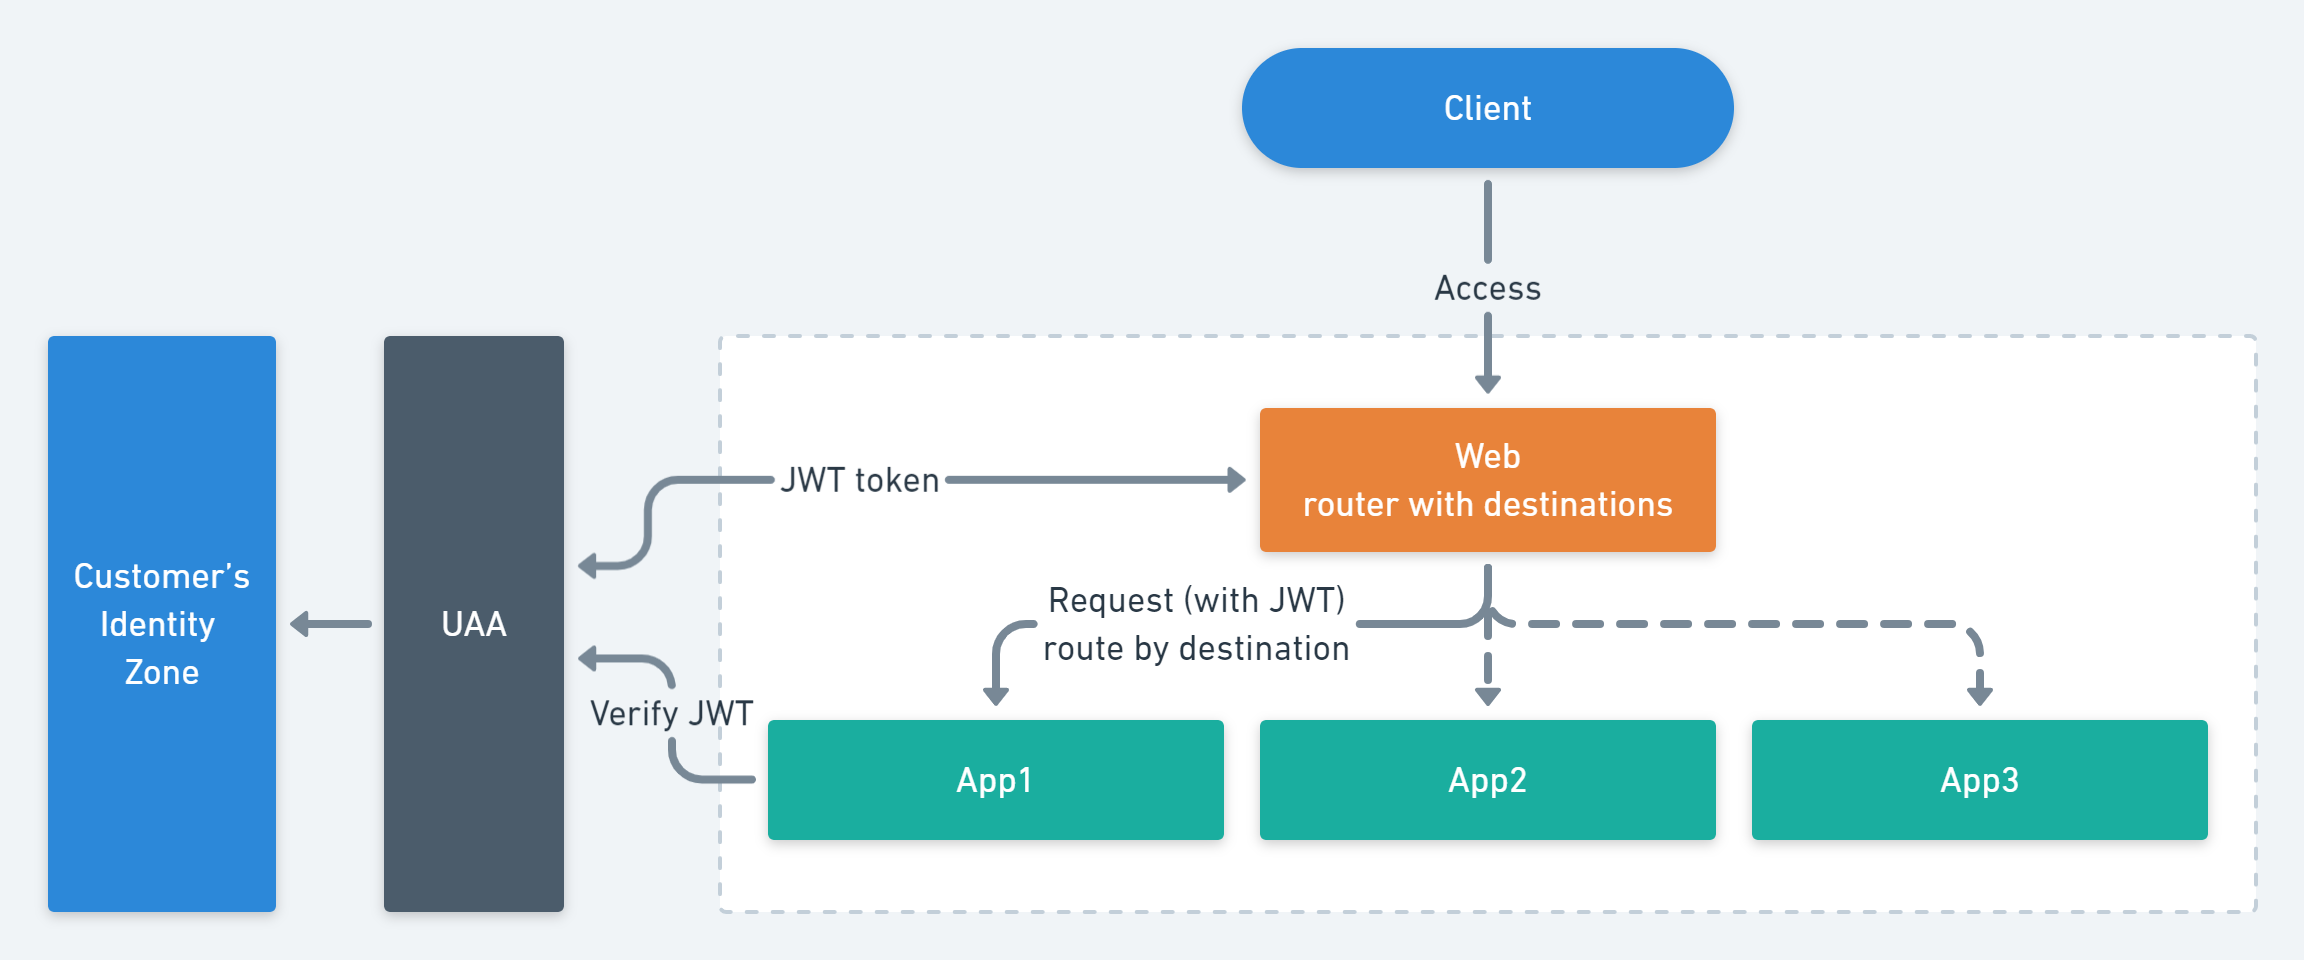 Client
Access
Web
router with destinations
JWT token
Request (with JWT)
route by destination
Customer’s
Identity
Zone
UAA
Verify JWT
App1
App2
App3